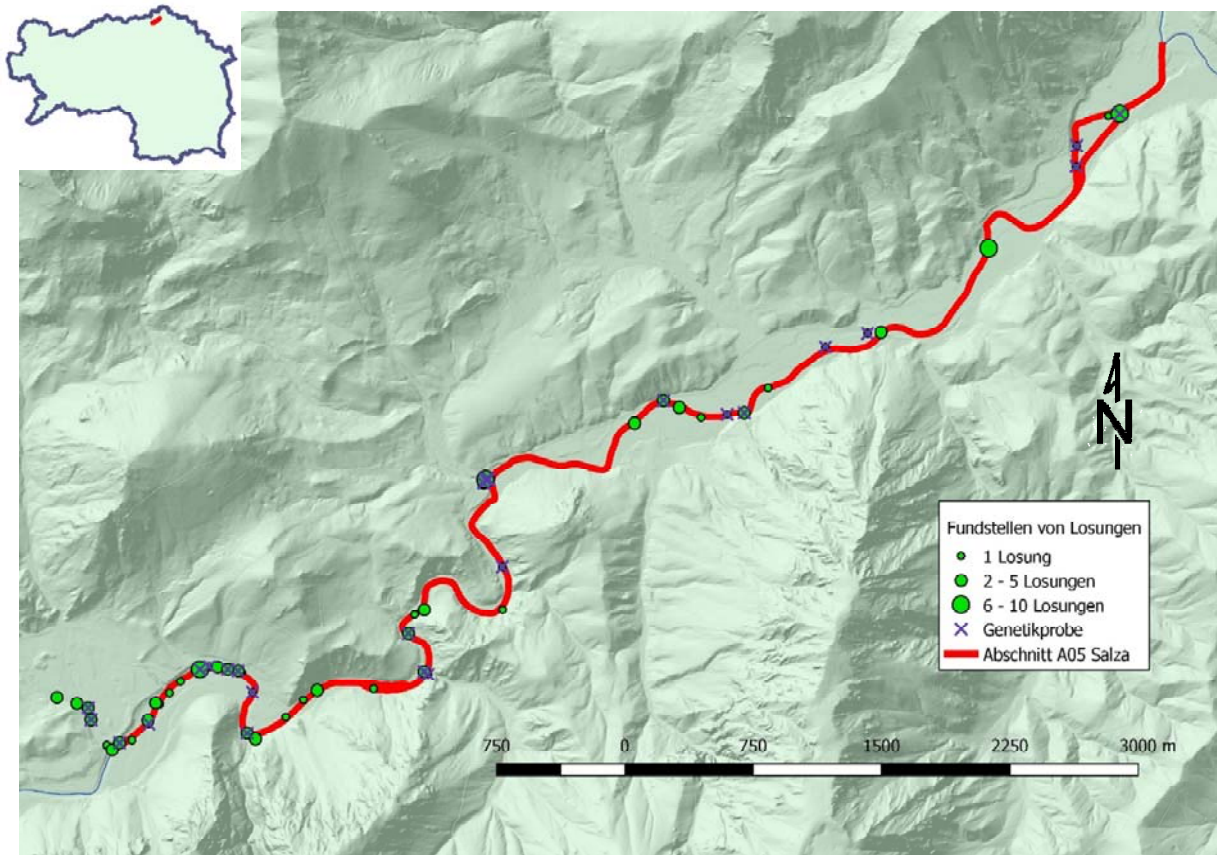 N
Fundstellen von Losungen
1 Losung
2 - 5 Losungen
6 - 10 Losungen
Genetikprobe
Abschnitt A05 Salza
750 0 750 1500 2250 3000 m